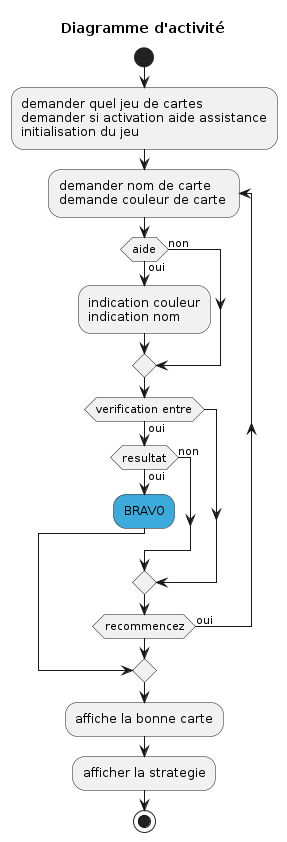 Diagramme d'activité
demander quel jeu de cartes
demander si activation aide assistance
initialisation du jeu
demander nom de carte
demande couleur de carte
aide
non
oui
indication couleur
indication nom
verification entre
oui
resultat
non
oui
BRAVO
recommencez
oui
affiche la bonne carte
afficher la strategie